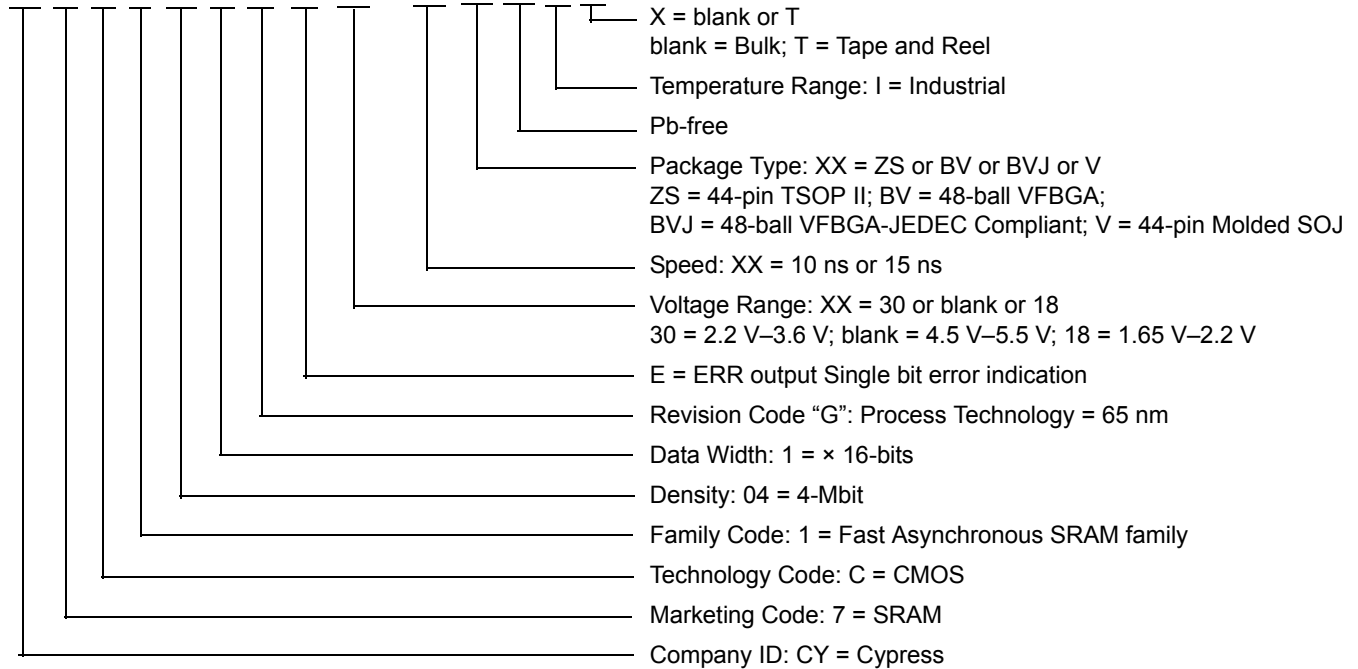 X = blank or T
blank = Bulk; T = Tape and Reel
Temperature Range: I = Industrial
Pb-free
Package Type: XX = ZS or BV or BVJ or V
ZS = 44-pin TSOP II; BV = 48-ball VFBGA;
BVJ = 48-ball VFBGA-JEDEC Compliant; V = 44-pin Molded SOJ
Speed: XX = 10 ns or 15 ns
Voltage Range: XX = 30 or blank or 18
30 = 2.2 V–3.6 V; blank = 4.5 V–5.5 V; 18 = 1.65 V–2.2 V
E = ERR output Single bit error indication
Revision Code “G”: Process Technology = 65 nm
Data Width: 1 = × 16-bits
Density: 04 = 4-Mbit
Family Code: 1 = Fast Asynchronous SRAM family
Technology Code: C = CMOS
Marketing Code: 7 = SRAM
Company ID: CY = Cypress